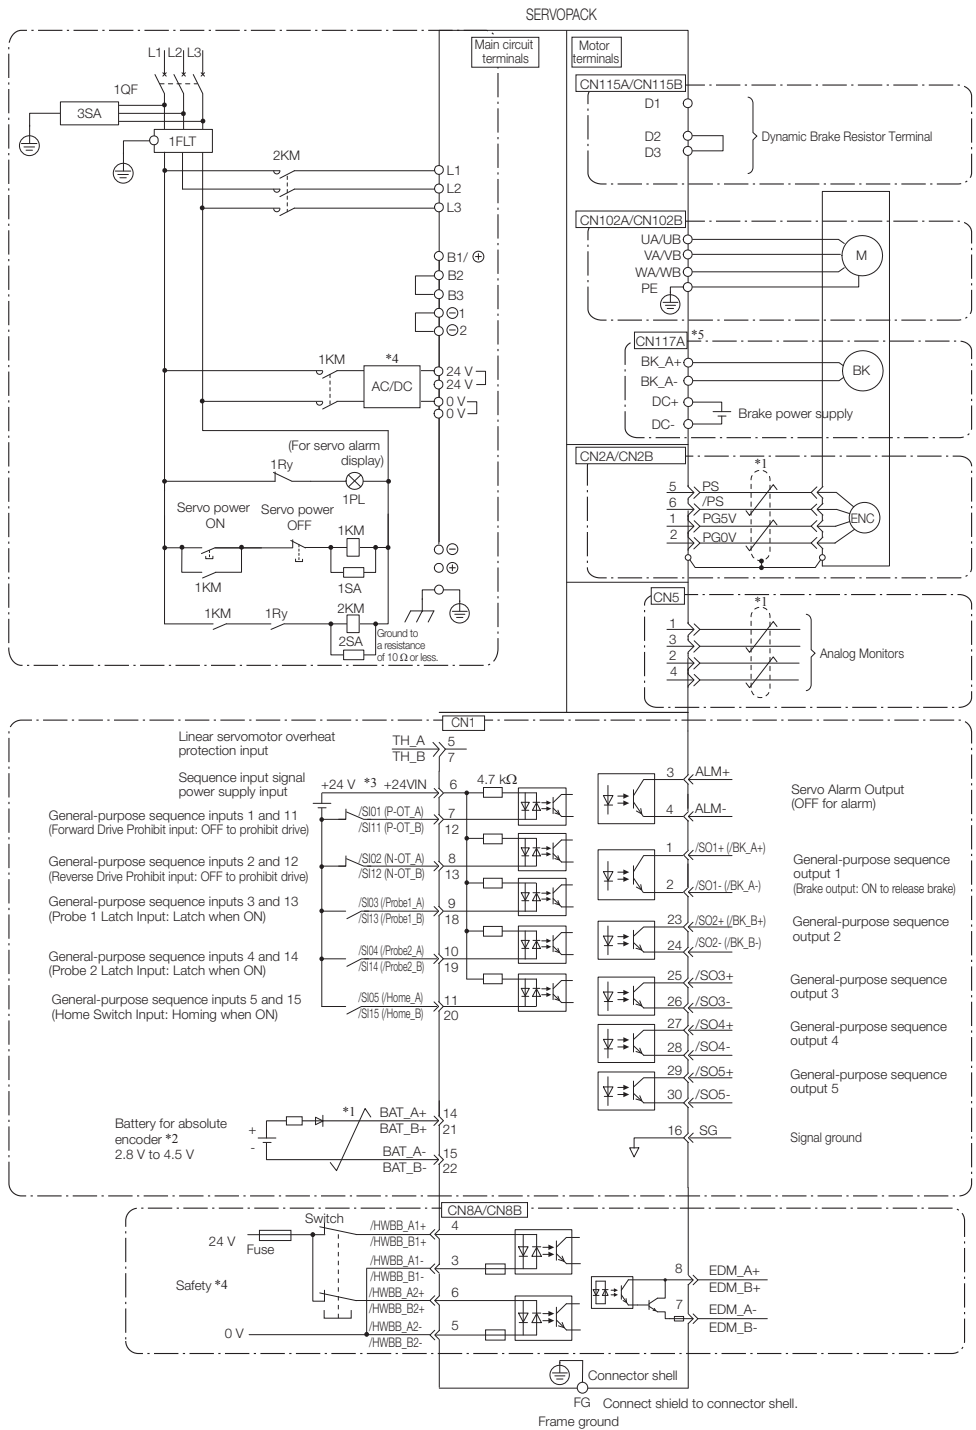 SERVOPACK
Main circuit
terminals
Motor
terminals
L1 L2 L3
1QF
3SA
1FLT
2KM
L1
L2
L3
B1/ ⊕
B2
B3
⊖1
⊖2
1KM
*4
AC/DC
24 V
24 V
0 V
0 V
(For servo alarm
display)
1Ry
1PL
Servo power
ON
Servo power
OFF
1KM
1KM
1SA
⊖
⊕
1KM
1Ry
2KM
2SA
Ground to
a resistance
of 10 Ω or less.
CN115A/CN115B
D1
D2
D3
Dynamic Brake Resistor Terminal
CN102A/CN102B
UA/UB
VA/VB
WA/WB
PE
M
CN117A
*5
BK_A+
BK_A-
BK
DC+
DC-
Brake power supply
CN2A/CN2B
*1
5 PS
6 /PS
1 PG5V
2 PG0V
ENC
CN5
*1
1
3
2
4
Analog Monitors
CN1
Linear servomotor overheat
protection input
TH_A 5
TH_B 7
Sequence input signal
power supply input
+24 V *3 +24VIN 6
4.7 kΩ
General-purpose sequence inputs 1 and 11
(Forward Drive Prohibit input: OFF to prohibit drive)
/SI01 (P-OT_A) 7
/SI11 (P-OT_B) 12
General-purpose sequence inputs 2 and 12
(Reverse Drive Prohibit input: OFF to prohibit drive)
/SI02 (N-OT_A) 8
/SI12 (N-OT_B) 13
General-purpose sequence inputs 3 and 13
(Probe 1 Latch Input: Latch when ON)
/SI03 (/Probe1_A) 9
/SI13 (/Probe1_B) 18
General-purpose sequence inputs 4 and 14
(Probe 2 Latch Input: Latch when ON)
/SI04 (/Probe2_A) 10
/SI14 (/Probe2_B) 19
General-purpose sequence inputs 5 and 15
(Home Switch Input: Homing when ON)
/SI05 (/Home_A) 11
/SI15 (/Home_B) 20
3 ALM+
4 ALM-
Servo Alarm Output
(OFF for alarm)
1 /SO1+ (/BK_A+)
2 /SO1- (/BK_A-)
General-purpose sequence
output 1
(Brake output: ON to release brake)
23 /SO2+ (/BK_B+)
24 /SO2- (/BK_B-)
General-purpose sequence
output 2
25 /SO3+
26 /SO3-
General-purpose sequence
output 3
27 /SO4+
28 /SO4-
General-purpose sequence
output 4
29 /SO5+
30 /SO5-
General-purpose sequence
output 5
16 SG
Signal ground
Battery for absolute
encoder *2
2.8 V to 4.5 V
+
-
*1
BAT_A+ 14
BAT_B+ 21
BAT_A- 15
BAT_B- 22
CN8A/CN8B
24 V
Fuse
Switch
Safety *4
0 V
/HWBB_A1+ 4
/HWBB_B1+
/HWBB_A1- 3
/HWBB_B1-
/HWBB_A2+ 6
/HWBB_B2+
/HWBB_A2- 5
/HWBB_B2-
8 EDM_A+
EDM_B+
7 EDM_A-
EDM_B-
Connector shell
FG Connect shield to connector shell.
Frame ground